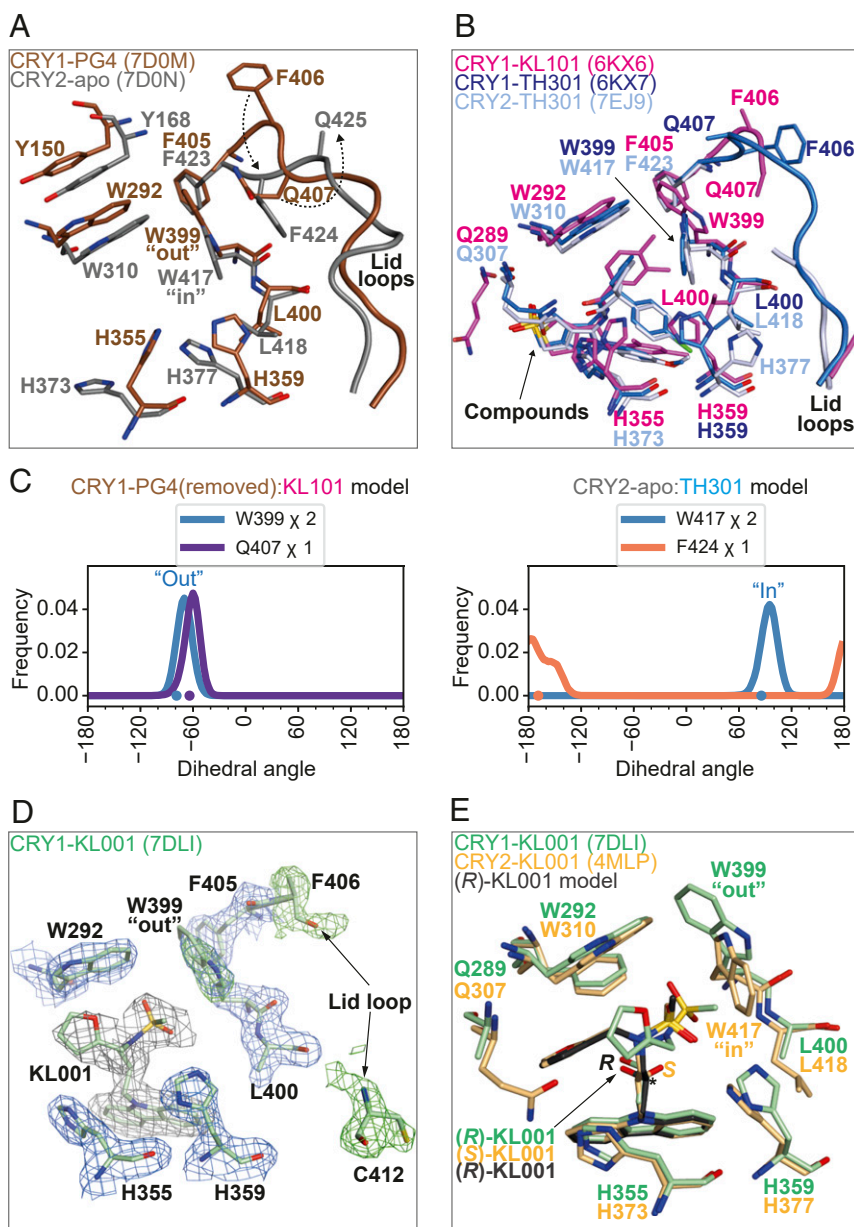 A
CRY1-PG4 (7D0M)
CRY2-apo (7D0N)
F406
Y168
Q425
Y150
F405
F423
W292
Q407
W399
"out"
F424
W310
W417
"in"
Lid
loops
L400
H355
L418
H377
H373
H359
B
CRY1-KL101 (6KX6)
CRY1-TH301 (6KX7)
CRY2-TH301 (7EJ9)
F406
Q407
W399
W417
F405
F423
F406
W292
W310
Q407
W399
Q289
Q307
L400
L400
L418
H377
Compounds
H355
H373
H359
H359
Lid
loops
C
CRY1-PG4(removed):KL101 model
W399 χ 2
Q407 χ 1
"Out"
Frequency
0.04
0.02
0.00
-180
-120
-60
0
60
120
180
Dihedral angle
CRY2-apo:TH301 model
W417 χ 2
F424 χ 1
"In"
Frequency
0.04
0.02
0.00
-180
-120
-60
0
60
120
180
Dihedral angle
D
CRY1-KL001 (7DLI)
F405
F406
W399
"out"
W292
Lid loop
KL001
L400
C412
H355
H359
E
CRY1-KL001 (7DLI)
CRY2-KL001 (4MLP)
(R)-KL001 model
W399
"out"
W292
W310
Q289
Q307
W417
"in"
R
S
*
L400
L418
(R)-KL001
(S)-KL001
(R)-KL001
H355
H373
H359
H377